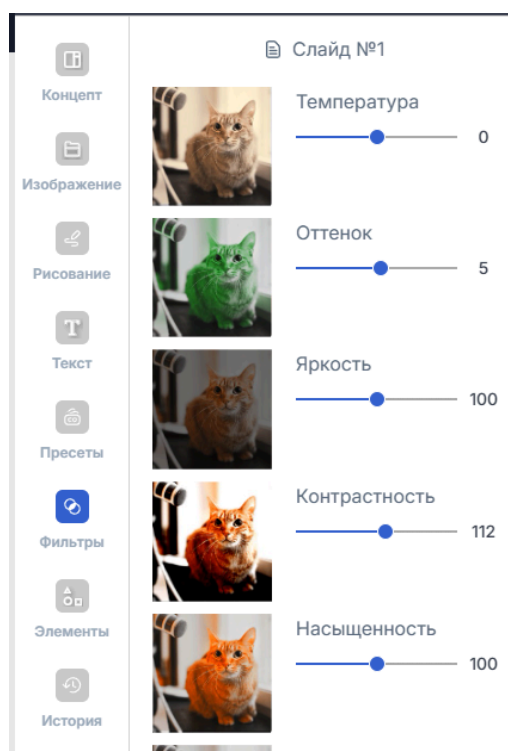 Слайд №1
Концепт
Изображение
Рисование
Текст
Пресеты
Фильтры
Элементы
История
Температура
0
Оттенок
5
Яркость
100
Контрастность
112
Насыщенность
100